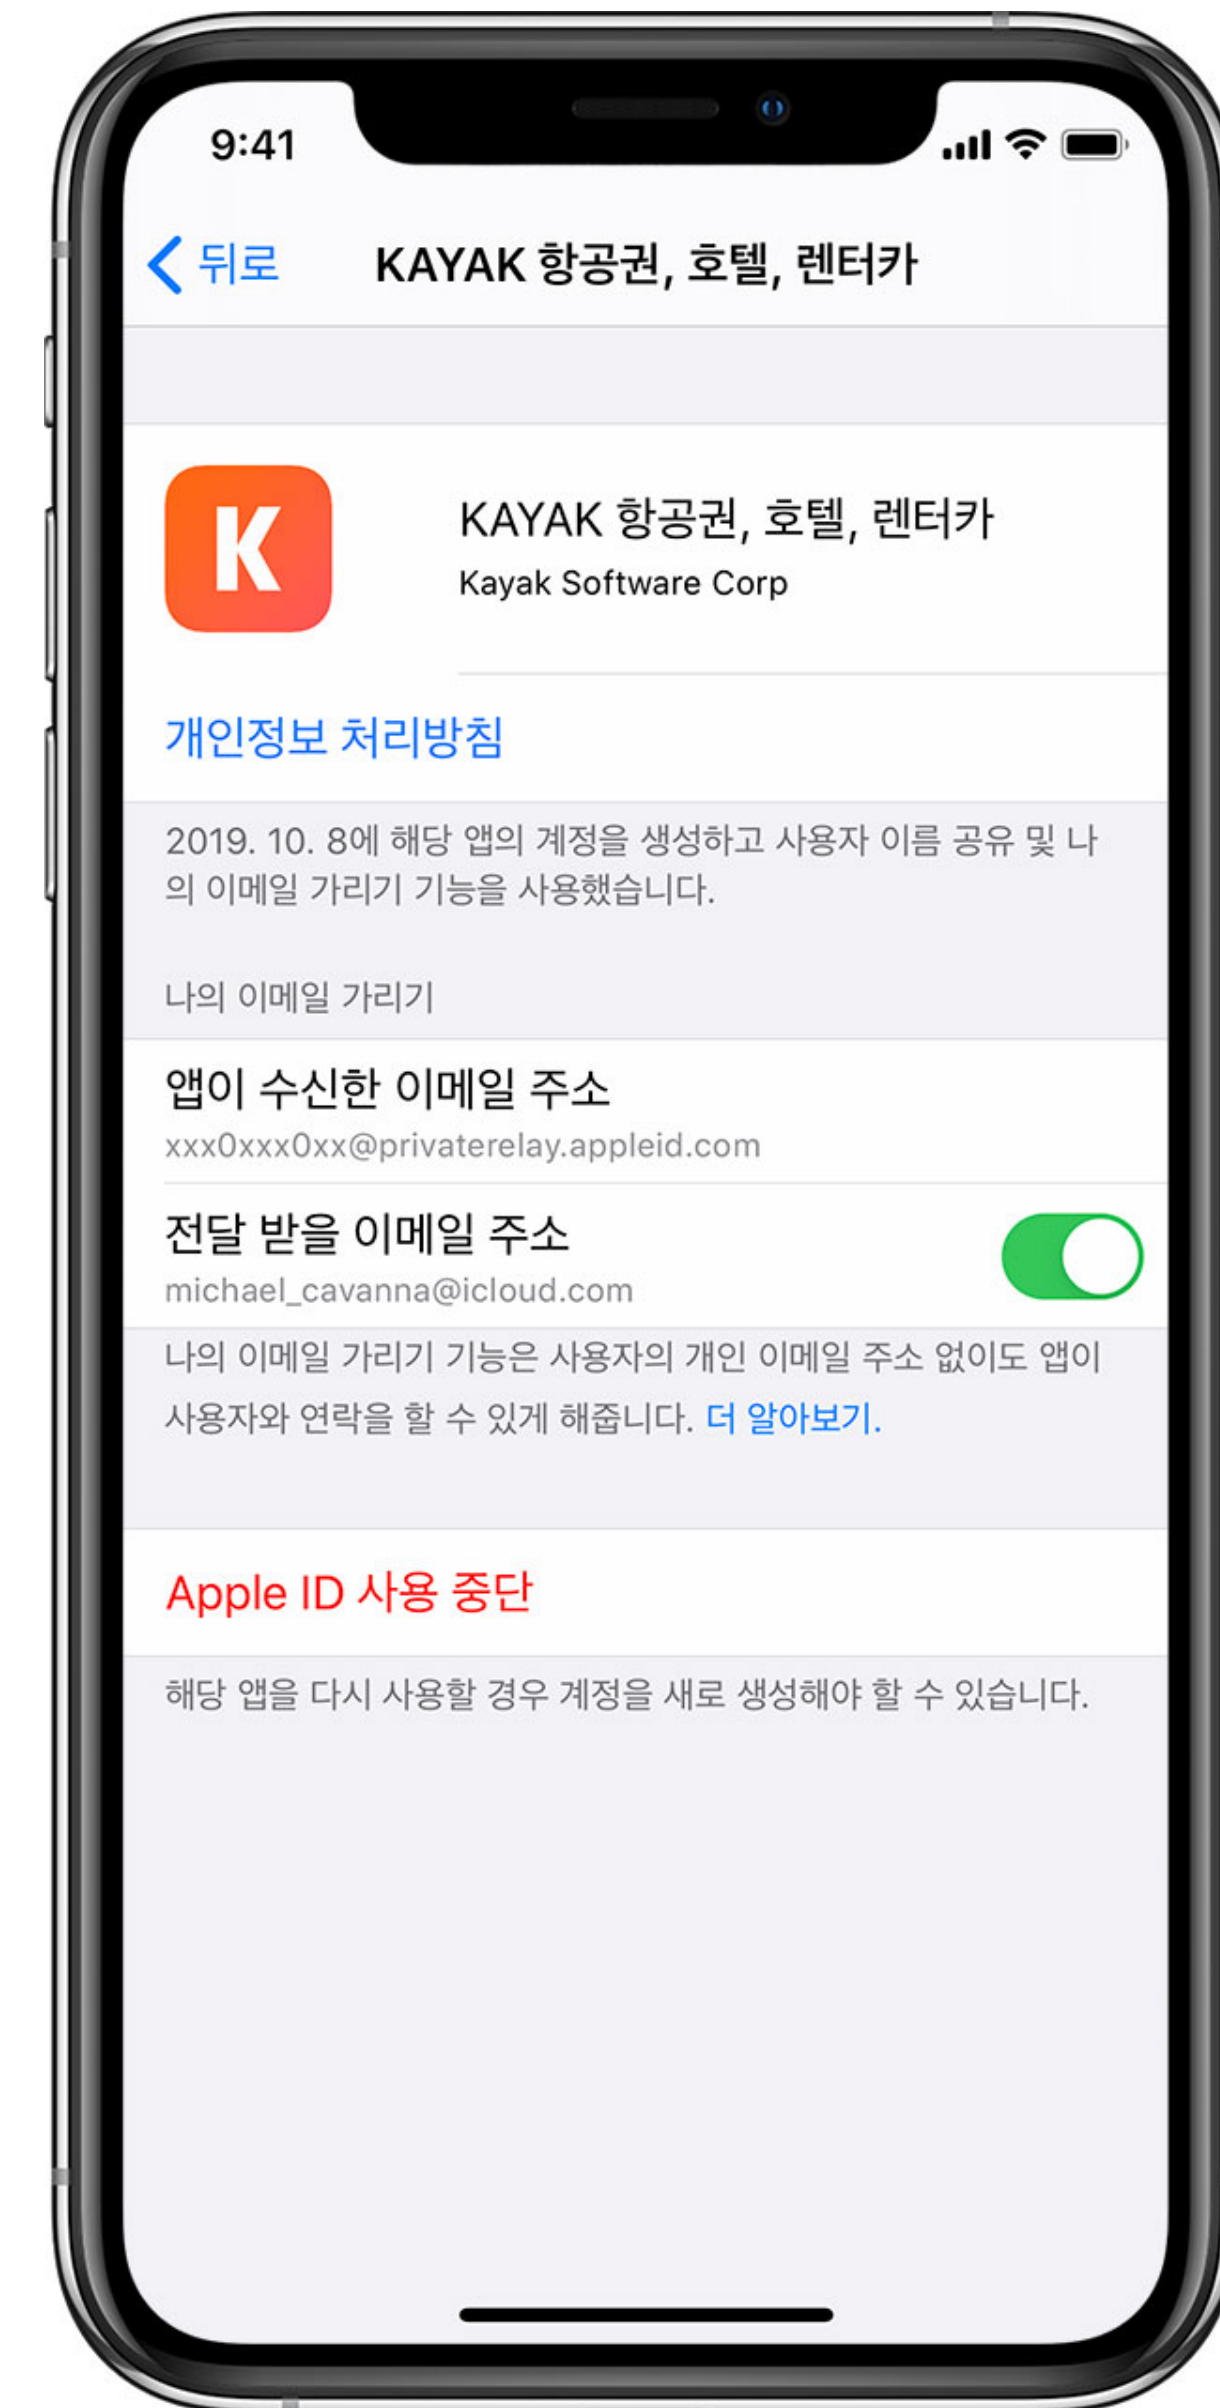 9:41
뒤로 KAYAK 항공권, 호텔, 렌터카
K
KAYAK 항공권, 호텔, 렌터카
Kayak Software Corp
개인정보 처리방침
2019. 10. 8에 해당 앱의 계정을 생성하고 사용자 이름 공유 및 나
의 이메일 가리기 기능을 사용했습니다.
나의 이메일 가리기
앱이 수신한 이메일 주소
xxx0xxx0xx@privaterelay.appleid.com
전달 받을 이메일 주소
michael_cavanna@icloud.com
나의 이메일 가리기 기능은 사용자의 개인 이메일 주소 없이도 앱이
사용자와 연락을 할 수 있게 해줍니다. 더 알아보기.
Apple ID 사용 중단
해당 앱을 다시 사용할 경우 계정을 새로 생성해야 할 수 있습니다.